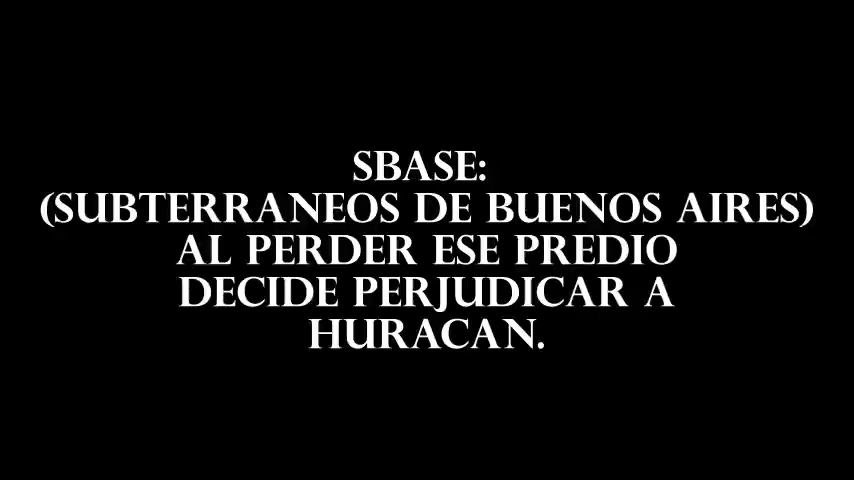 SBASE:
(SUBTERRANEOS DE BUENOS AIRES)
AL PERDER ESE PREDIO
DECIDE PERJUDICAR A
HURACAN.